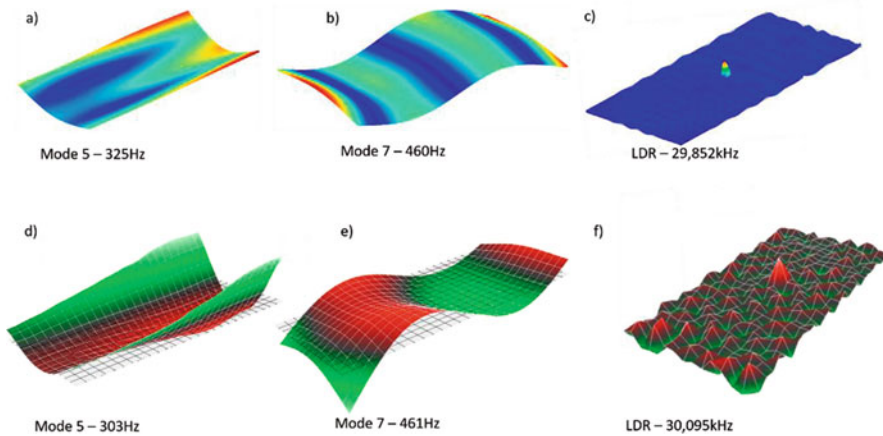 a)
b)
c)
Mode 5 – 325Hz
Mode 7 – 460Hz
LDR – 29,852kHz
d)
e)
f)
Mode 5 – 303Hz
Mode 7 – 461Hz
LDR – 30,095kHz